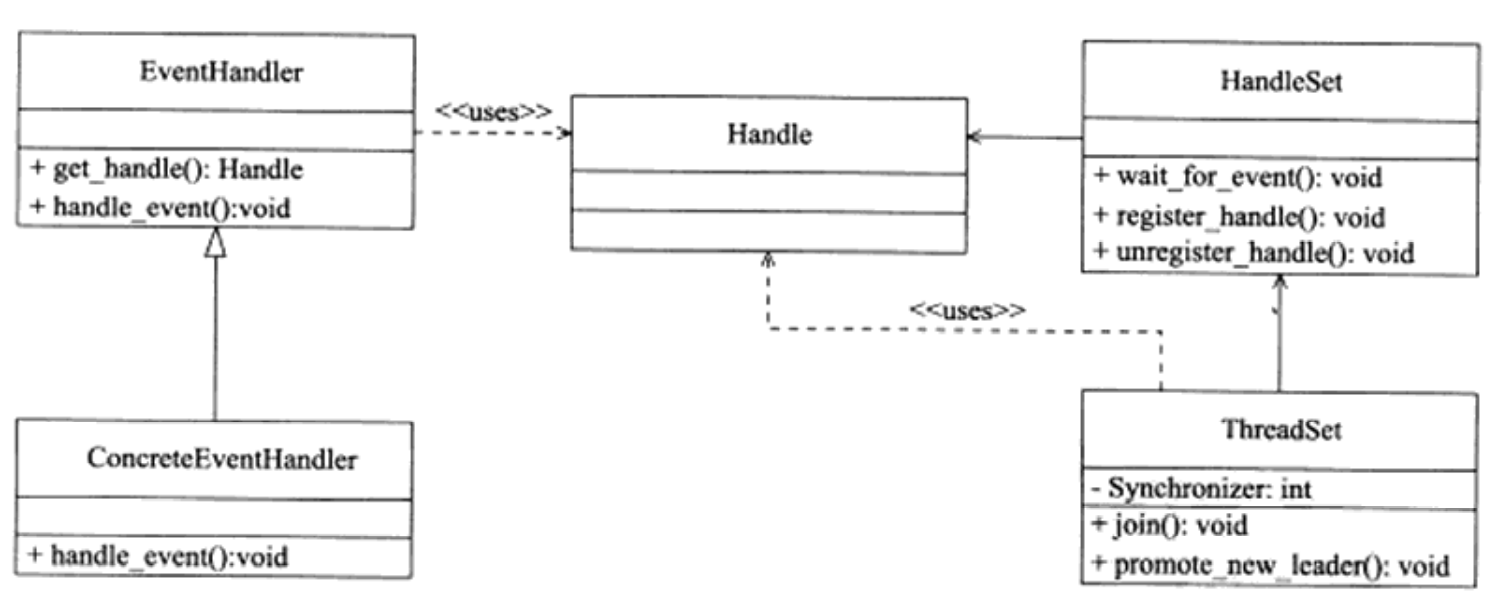 EventHandler
+ get_handle(): Handle
+ handle_event():void
<<uses>>
Handle
HandleSet
+ wait_for_event(): void
+ register_handle(): void
+ unregister_handle(): void
<<uses>>
ConcreteEventHandler
+ handle_event():void
ThreadSet
- Synchronizer: int
+ join(): void
+ promote_new_leader(): void